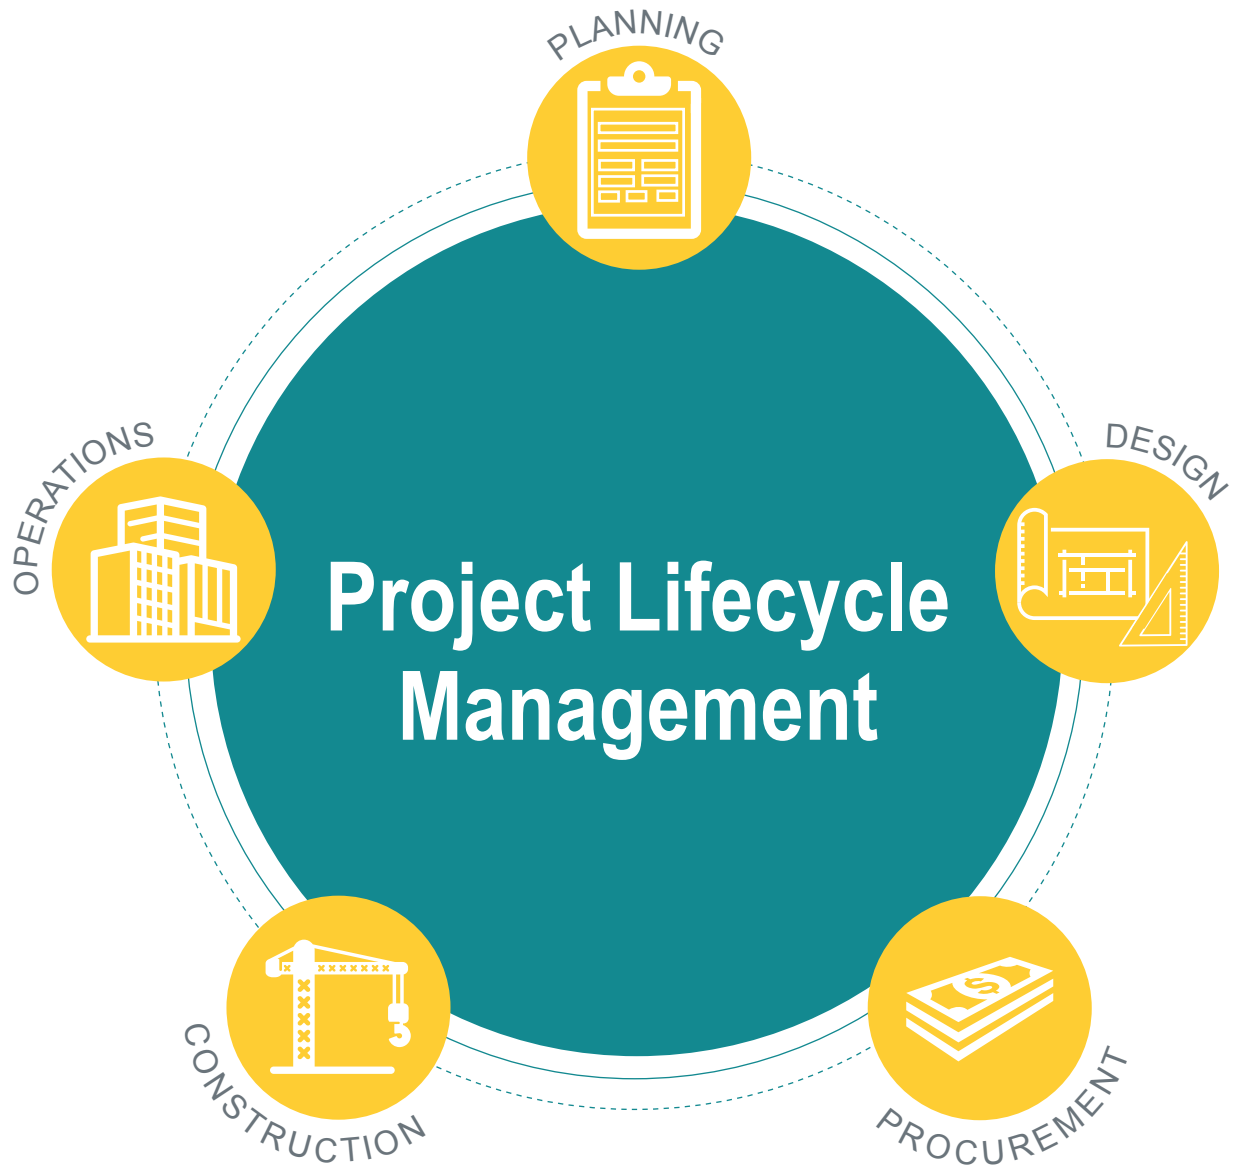 PLANNING
DESIGN
OPERATIONS
Project Lifecycle
Management
$
CONSTRUCTION
PROCUREMENT